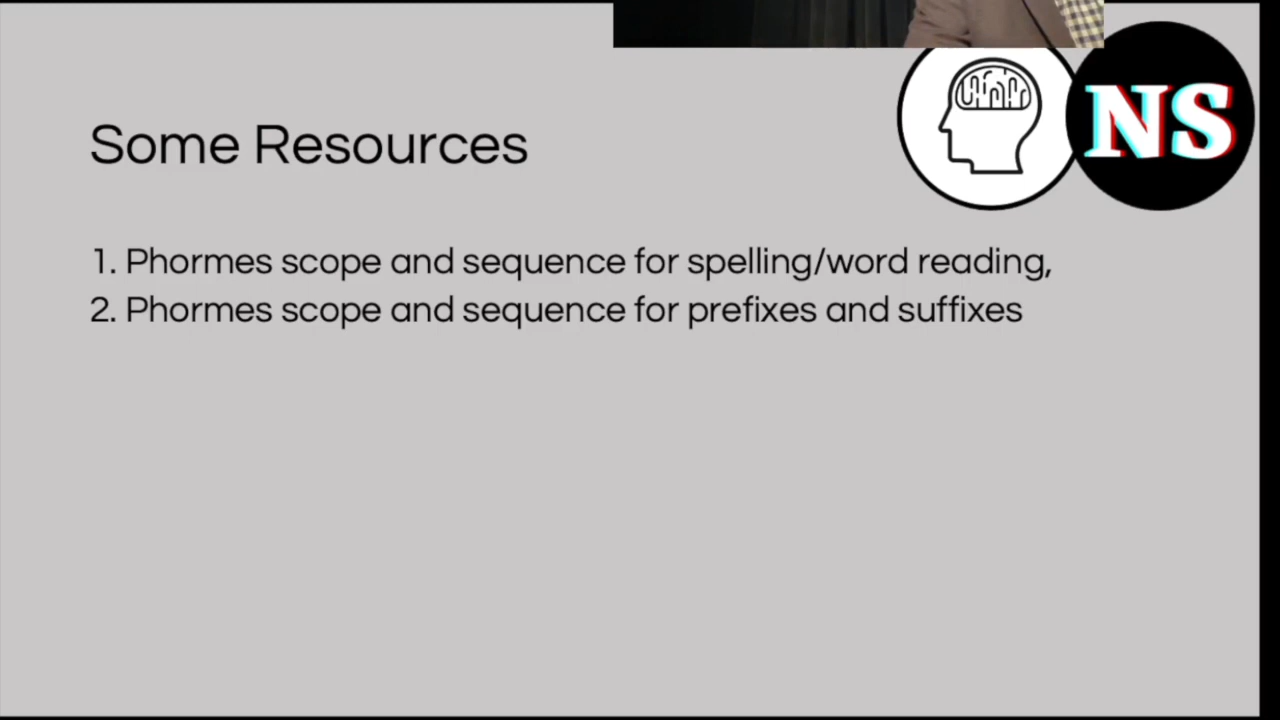 NS
Some Resources
1. Phormes scope and sequence for spelling/word reading,
2. Phormes scope and sequence for prefixes and suffixes